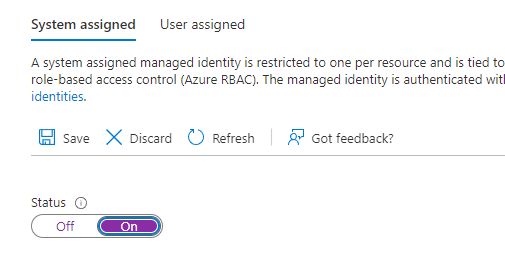 System assigned User assigned
A system assigned managed identity is restricted to one per resource and is tied to
role-based access control (Azure RBAC). The managed identity is authenticated
identities.
Save Discard Refresh Got feedback?
Status
Off On